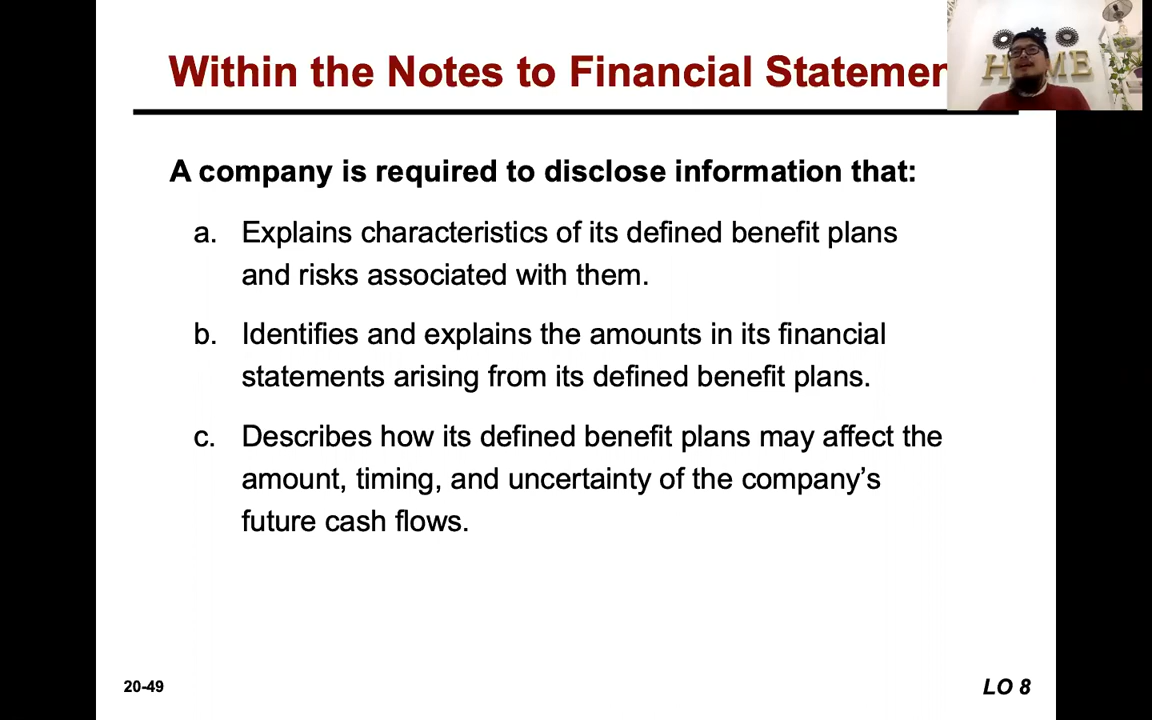 Within the Notes to Financial Statemen
A company is required to disclose information that:
a. Explains characteristics of its defined benefit plans
and risks associated with them.
b. Identifies and explains the amounts in its financial
statements arising from its defined benefit plans.
c. Describes how its defined benefit plans may affect the
amount, timing, and uncertainty of the company’s
future cash flows.
20-49
LO 8